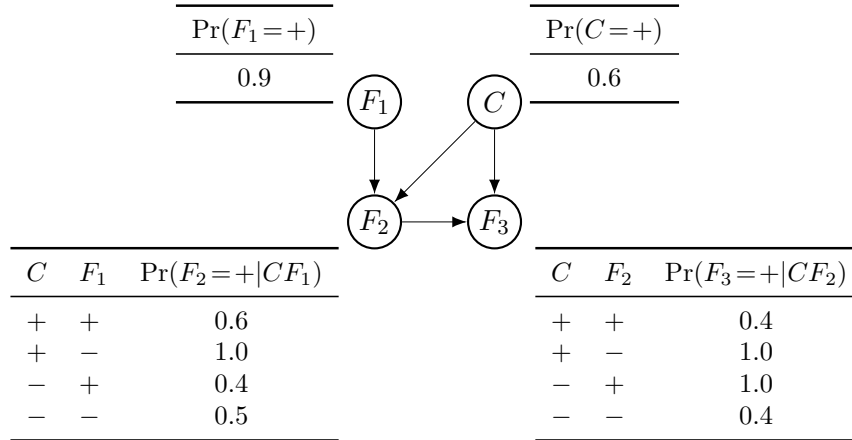 Pr(F₁=+) Pr(C=+)
0.9 0.6
F₁ C
F₂ F₃
C F₁ Pr(F₂=+|CF₁) C F₂ Pr(F₃=+|CF₂)
+ + 0.6 + + 0.4
+ − 1.0 + − 1.0
− + 0.4 − + 1.0
− − 0.5 − − 0.4